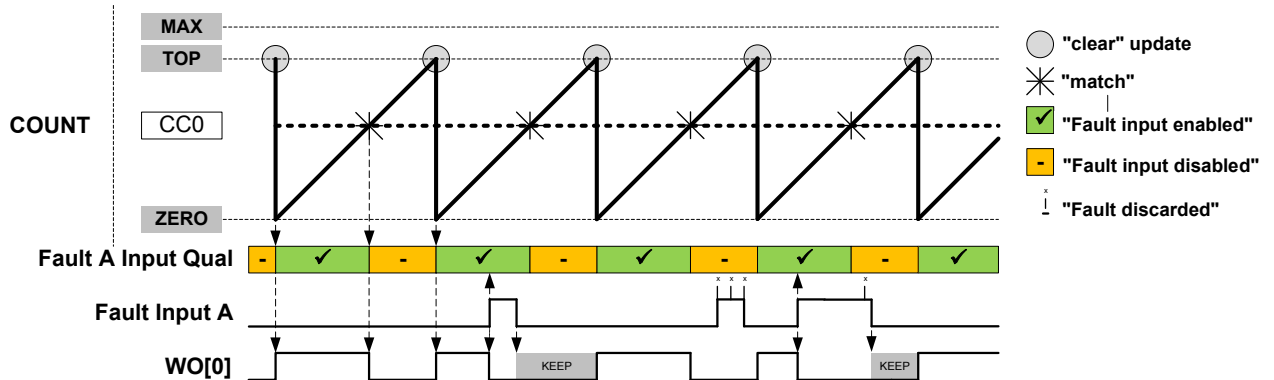 MAX
TOP
COUNT
CC0
ZERO
"clear" update
"match"
"Fault input enabled"
- "Fault input disabled"
x "Fault discarded"
Fault A Input Qual - ✔ - ✔ - ✔ - ✔ - ✔
x x x x
Fault Input A
WO[0] KEEP KEEP